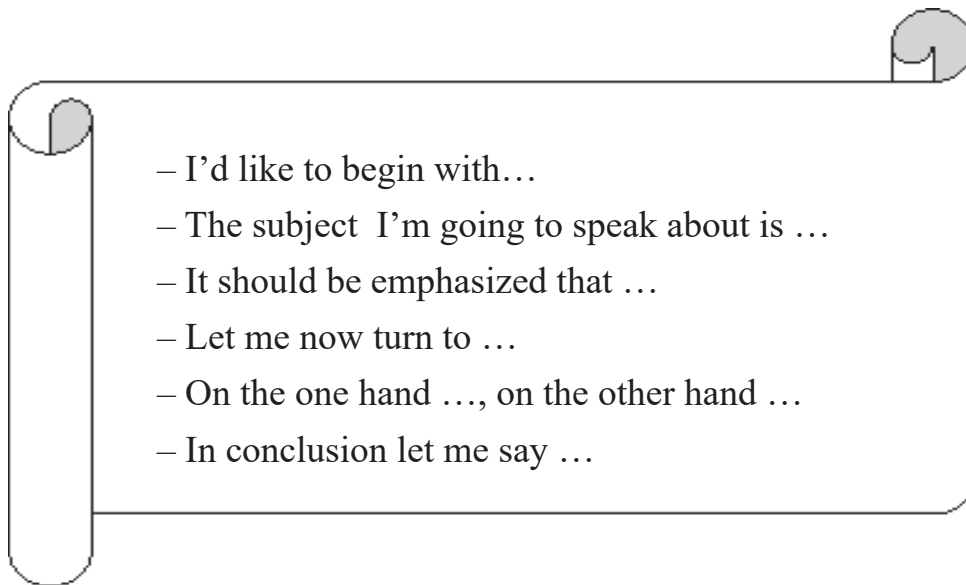 – I’d like to begin with…
– The subject I’m going to speak about is …
– It should be emphasized that …
– Let me now turn to …
– On the one hand …, on the other hand …
– In conclusion let me say …